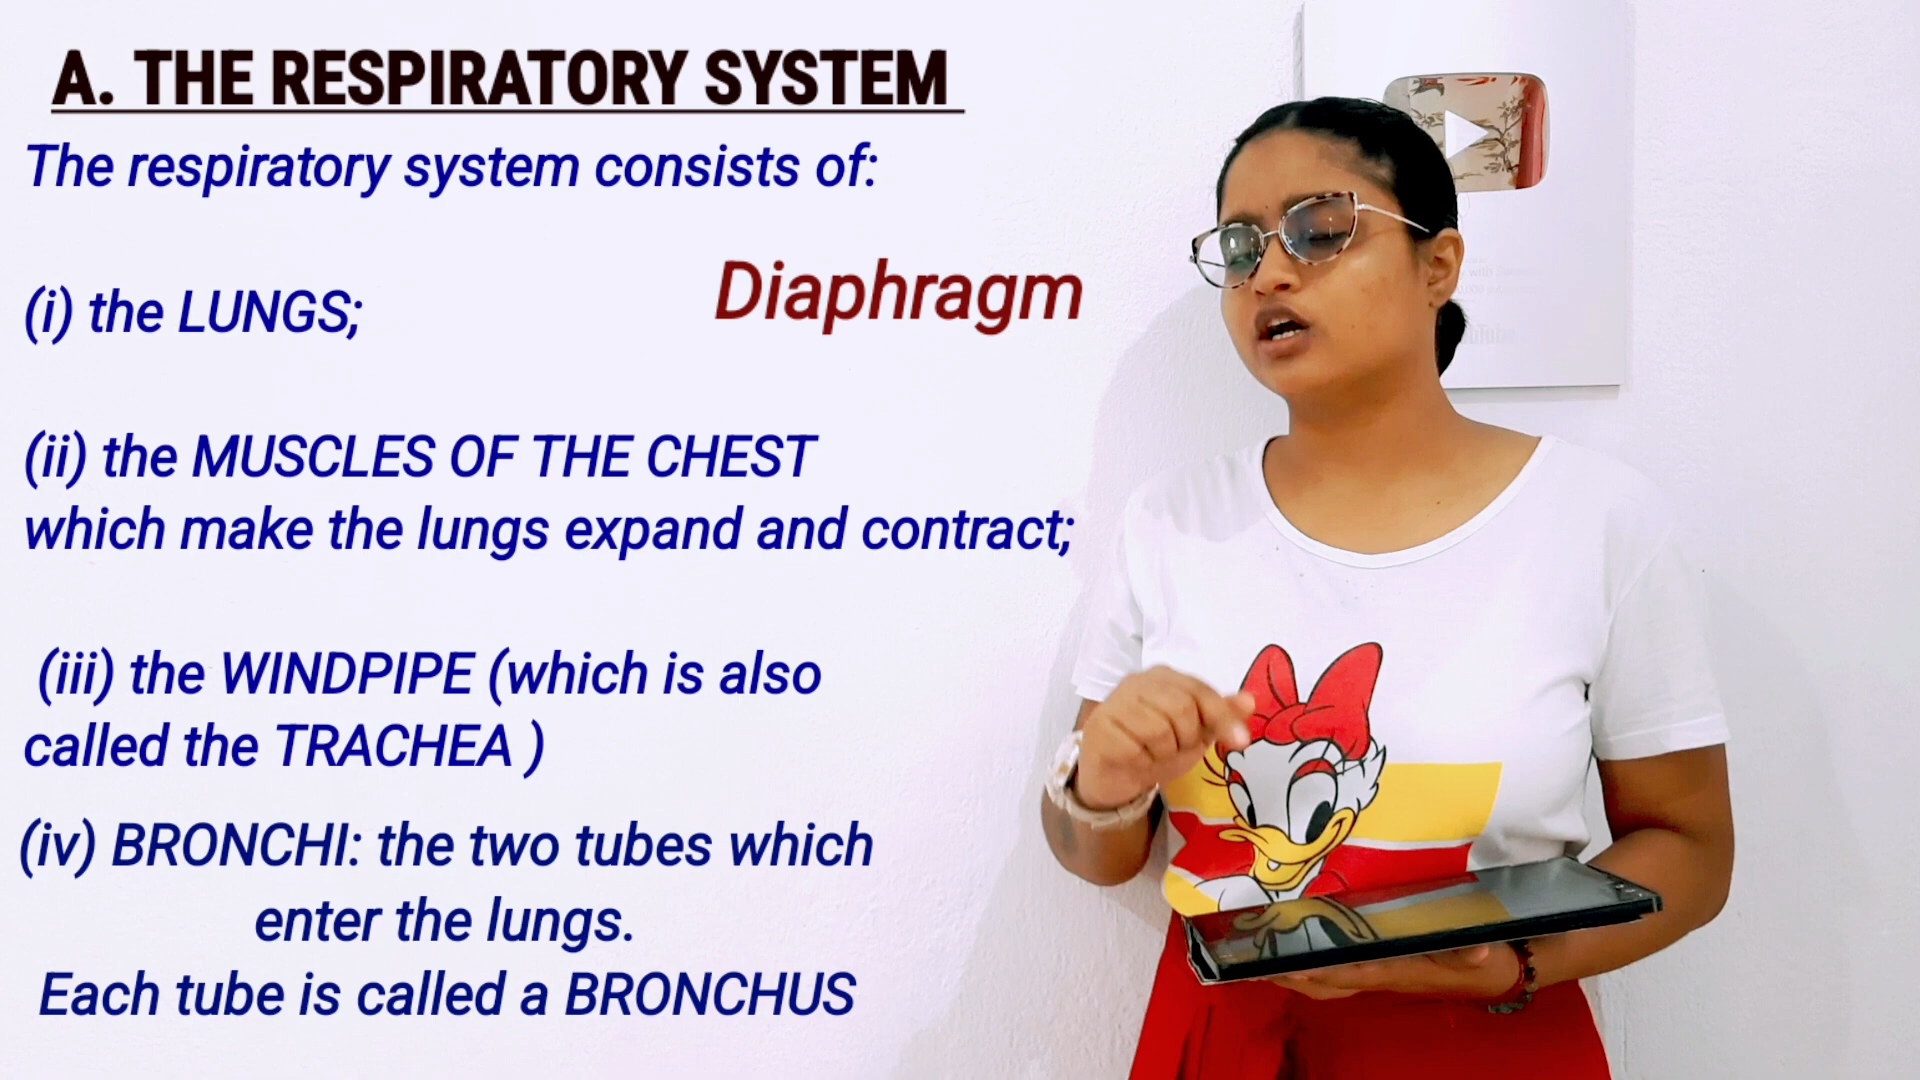 A. THE RESPIRATORY SYSTEM
The respiratory system consists of:
(i) the LUNGS;
Diaphragm
(ii) the MUSCLES OF THE CHEST
which make the lungs expand and contract;
(iii) the WINDPIPE (which is also
called the TRACHEA )
(iv) BRONCHI: the two tubes which
enter the lungs.
Each tube is called a BRONCHUS